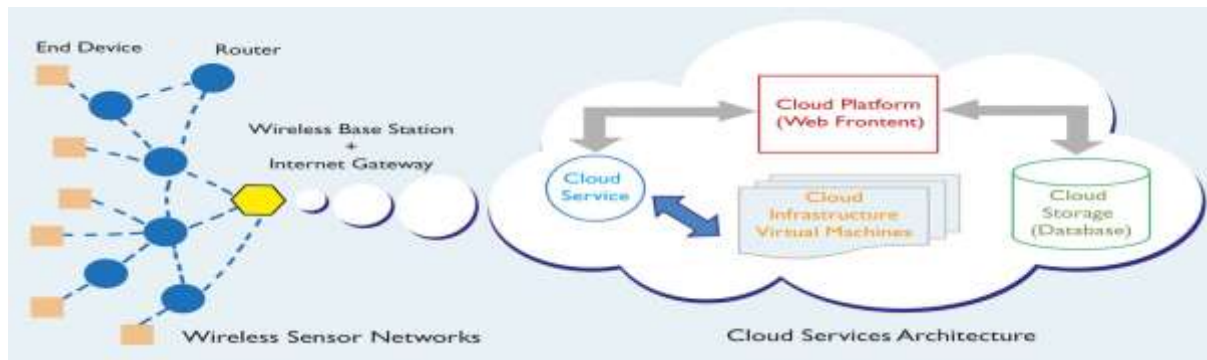 End Device
Router
Wireless Base Station
+
Internet Gateway
Cloud Platform
(Web Frontent)
Cloud
Service
Cloud
Infrastructure
Virtual Machines
Cloud
Storage
(Database)
Wireless Sensor Networks
Cloud Services Architecture